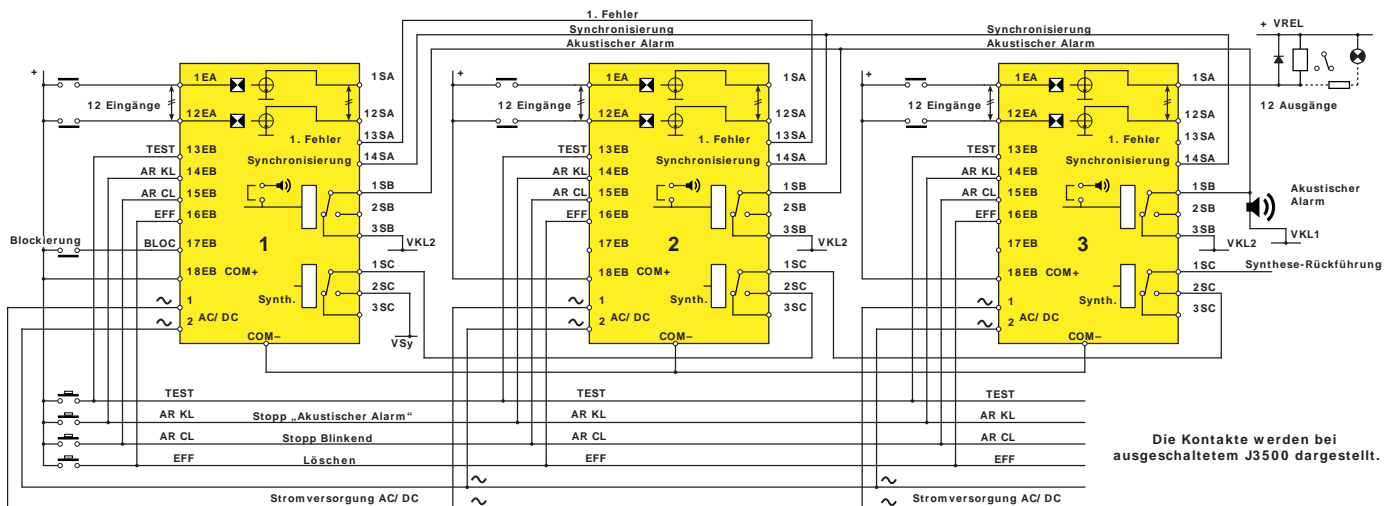 1. Fehler
Synchronisierung
Akustischer Alarm
Synchronisierung
Akustischer Alarm
+ VREL
+
1EA
1SA
12 Eingänge
12EA
12SA
1. Fehler
13SA
TEST
13EB
Synchronisierung
14SA
AR KL
14EB
AR CL
15EB
1SB
EFF
16EB
2SB
Blockierung
BLOC
17EB
1
3SB
VKL2
18EB
COM+
1SC
2SC
1
Synth.
3SC
2
AC/ DC
VSy
COM–
+
1EA
1SA
12 Eingänge
12EA
12SA
1. Fehler
13SA
TEST
13EB
Synchronisierung
14SA
AR KL
14EB
AR CL
15EB
1SB
EFF
16EB
2SB
17EB
2
3SB
VKL2
18EB
COM+
1SC
2SC
1
Synth.
3SC
2
AC/ DC
COM–
+
1EA
1SA
12 Eingänge
12 Ausgänge
12EA
12SA
1. Fehler
13SA
TEST
13EB
Synchronisierung
14SA
AR KL
14EB
AR CL
15EB
1SB
Akustischer
Alarm
EFF
16EB
2SB
17EB
3
3SB
VKL2
VKL1
18EB
COM+
1SC
Synthese-Rückführung
2SC
1
Synth.
3SC
2
AC/ DC
COM–
TEST
TEST
TEST
AR KL
Stopp „Akustischer Alarm“
AR KL
AR KL
AR CL
Stopp Blinkend
AR CL
AR CL
EFF
Löschen
EFF
EFF
Stromversorgung AC/ DC
Stromversorgung AC/ DC
Die Kontakte werden bei
ausgeschaltetem J3500 dargestellt.